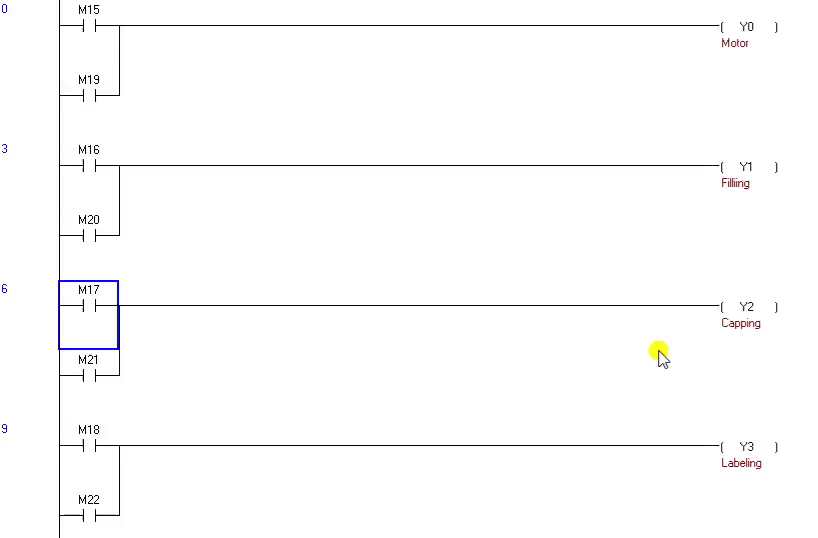 0
M15
( Y0 )
Motor
M19
3
M16
( Y1 )
Filliing
M20
6
M17
( Y2 )
Capping
M21
9
M18
( Y3 )
Labeling
M22